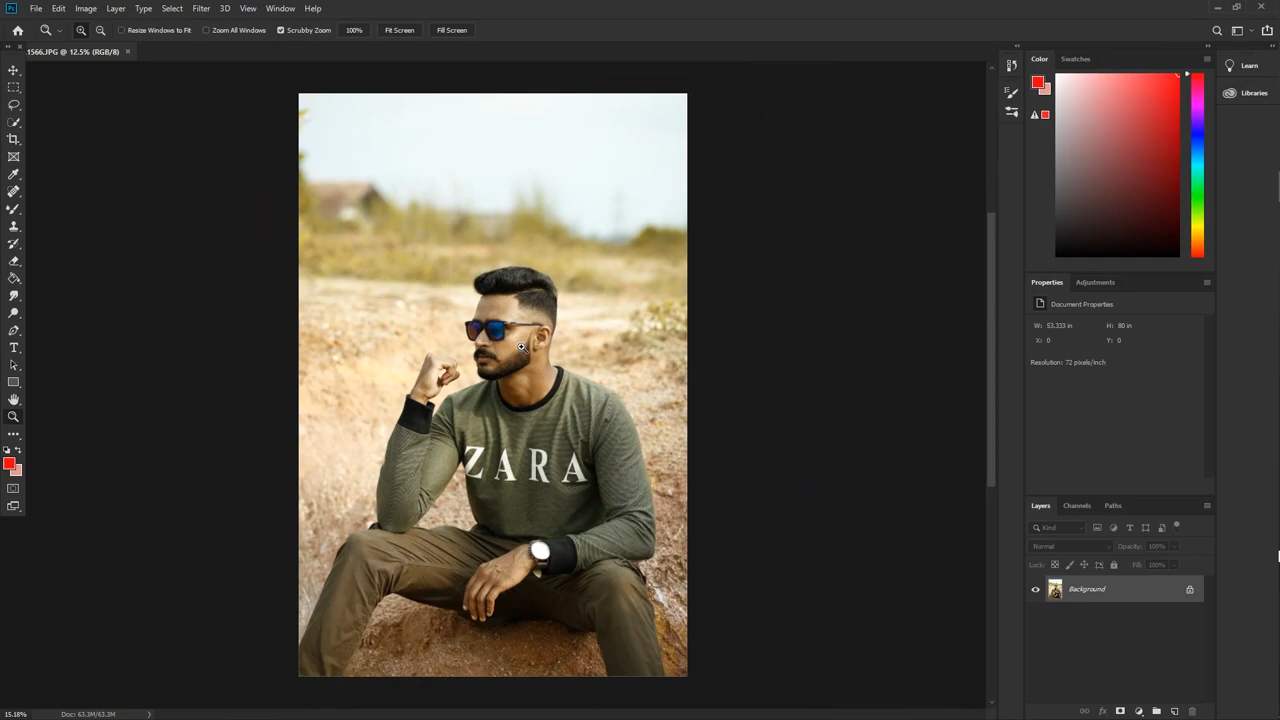 Ps File Edit Image Layer Type Select Filter 3D View Window Help
Resize Windows to Fit Zoom All Windows Scrubby Zoom 100% Fit Screen Fill Screen
1566.JPG @ 12.5% (RGB/8)
Color Swatches
Learn
Libraries
Properties Adjustments
Document Properties
W: 53.333 in H: 80 in
X: 0 Y: 0
Resolution: 72 pixels/inch
ZARA
Layers Channels Paths
Kind
Normal Opacity: 100%
Lock: Fill: 100%
Background
15.18% Doc: 63.3M/63.3M